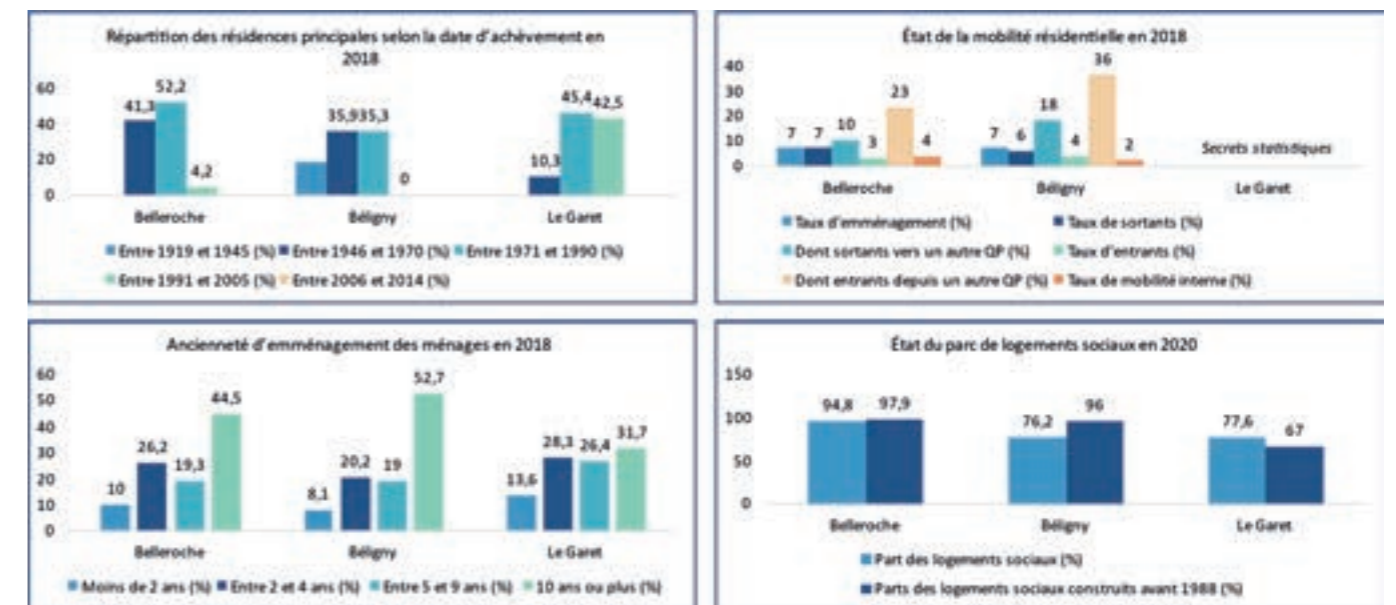 Répartition des résidences principales selon la date d'achèvement en
2018
60
40
20
0
41,3
52,2
4,2
35,9
35,3
0
10,3
45,4
42,5
Belleroche
Béligny
Le Garet
Entre 1919 et 1945 (%)
Entre 1946 et 1970 (%)
Entre 1971 et 1990 (%)
Entre 1991 et 2005 (%)
Entre 2006 et 2014 (%)
État de la mobilité résidentielle en 2018
40
30
20
10
0
7
7
10
3
23
4
7
6
18
4
36
2
Secrets statistiques
Belleroche
Béligny
Le Garet
Taux d'emménagement (%)
Taux de sortants (%)
Dont sortants vers un autre QP (%)
Taux d'entrants (%)
Dont entrants depuis un autre QP (%)
Taux de mobilité interne (%)
Ancienneté d'emménagement des ménages en 2018
60
50
40
30
20
10
0
10
26,2
19,3
44,5
8,1
20,2
19
52,7
13,6
28,3
26,4
31,7
Belleroche
Béligny
Le Garet
Moins de 2 ans (%)
Entre 2 et 4 ans (%)
Entre 5 et 9 ans (%)
10 ans ou plus (%)
État du parc de logements sociaux en 2020
150
100
50
0
94,8
97,9
76,2
96
77,6
67
Belleroche
Béligny
Le Garet
Part des logements sociaux (%)
Parts des logements sociaux construits avant 1988 (%)